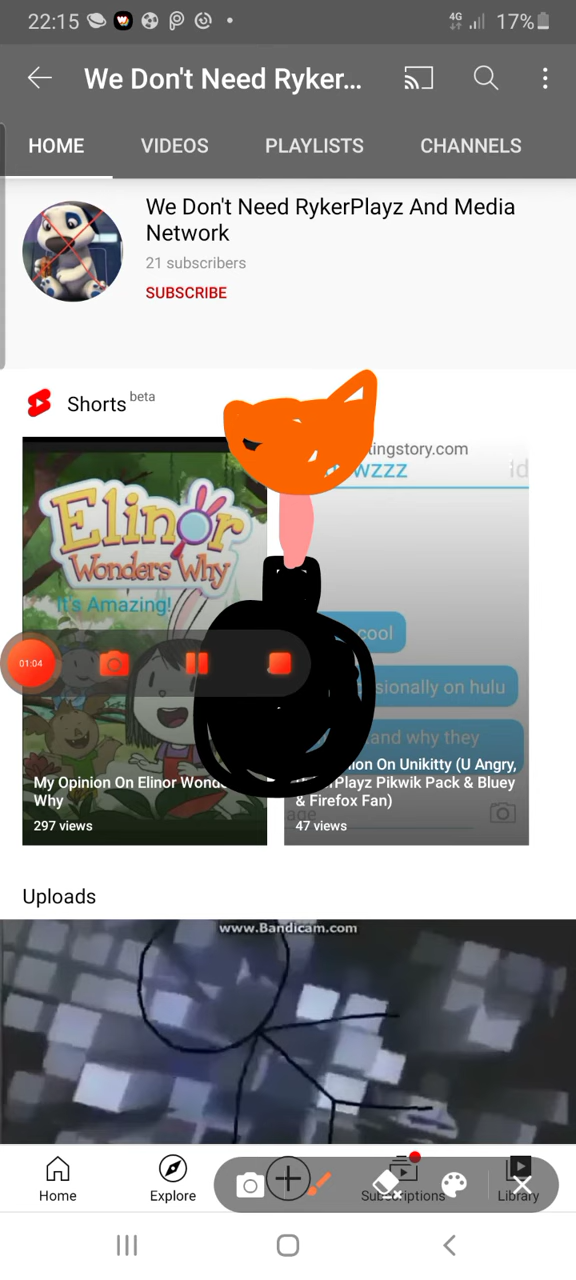 22:15
4G
17%
We Don't Need Ryker...
HOME
VIDEOS
PLAYLISTS
CHANNELS
We Don't Need RykerPlayz And Media
Network
21 subscribers
SUBSCRIBE
Shorts beta
Elinor
Wonders Why
It's Amazing!
My Opinion On Elinor
Why
297 views
tingstory.com
wzzz
cool
sionally on hulu
and why they
On Unikitty (U Angry,
Playz Pikwik Pack & Bluey
& Firefox Fan)
47 views
01:04
Uploads
www.Bandicam.com
Home
Explore
Subscriptions
Library